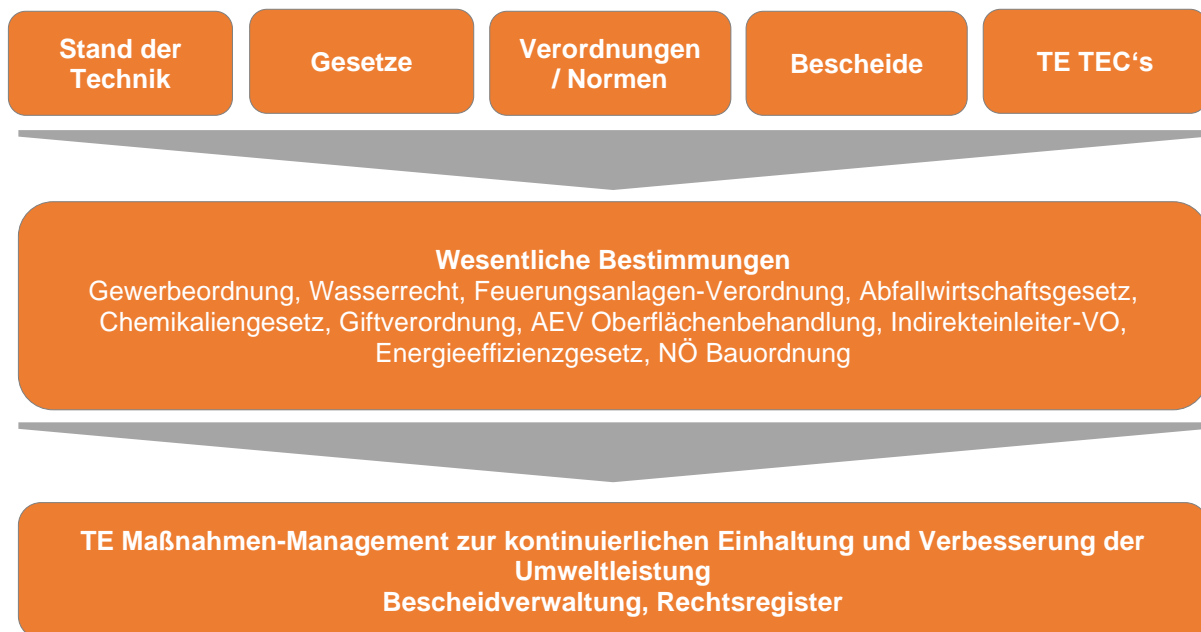 Stand der
Technik
Gesetze
Verordnungen
/ Normen
Bescheide
TE TEC‘s
Wesentliche Bestimmungen
Gewerbeordnung, Wasserrecht, Feuerungsanlagen-Verordnung, Abfallwirtschaftsgesetz,
Chemikaliengesetz, Giftverordnung, AEV Oberflächenbehandlung, Indirekteinleiter-VO,
Energieeffizienzgesetz, NÖ Bauordnung
TE Maßnahmen-Management zur kontinuierlichen Einhaltung und Verbesserung der
Umweltleistung
Bescheidverwaltung, Rechtsregister